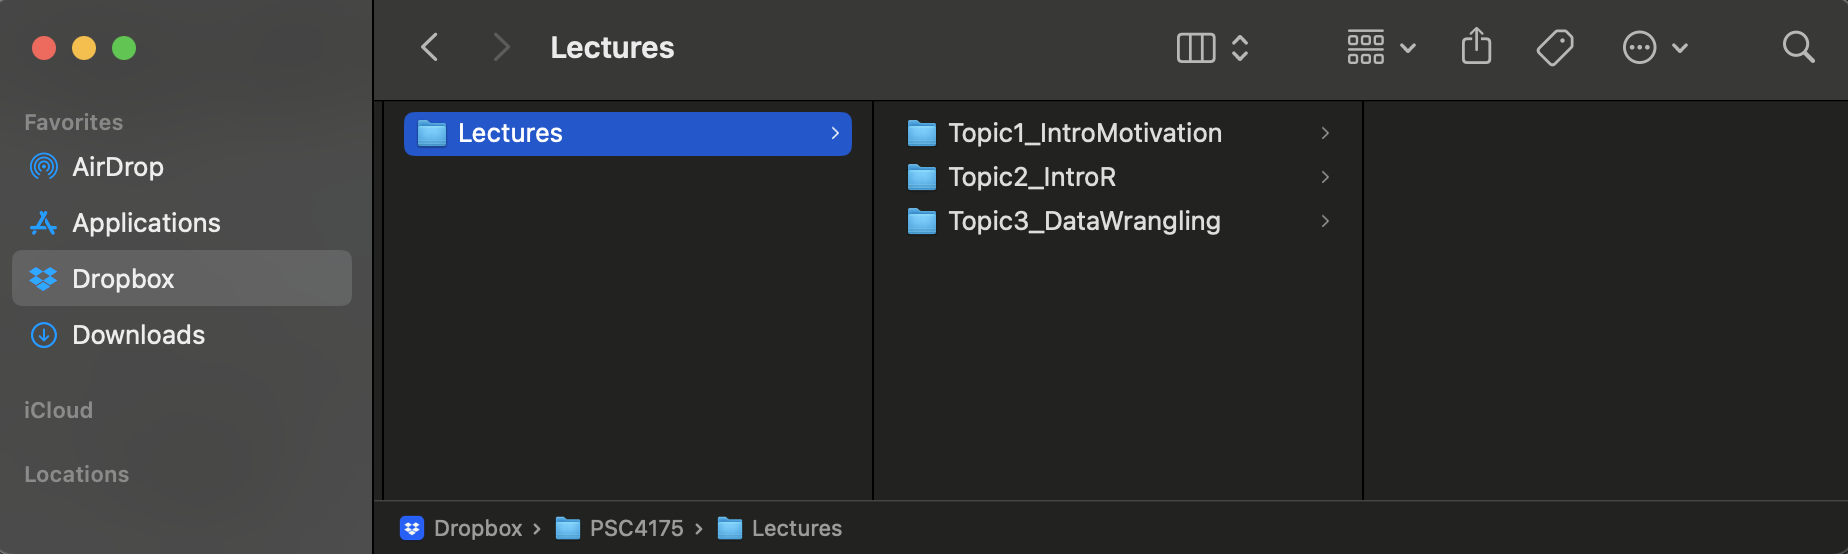 Lectures
Favorites
AirDrop
Applications
Dropbox
Downloads
iCloud
Locations
Lectures
Topic1_IntroMotivation
Topic2_IntroR
Topic3_DataWrangling
Dropbox › PSC4175 › Lectures